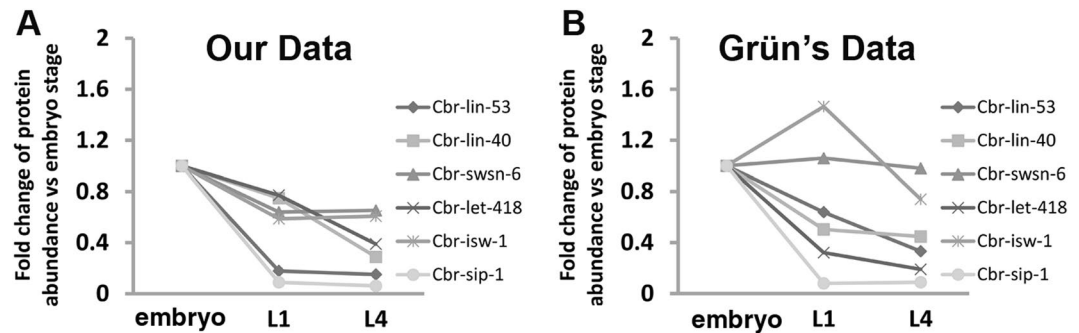 A
Our Data
Fold change of protein
abundance vs embryo stage
2
1.6
1.2
0.8
0.4
0
embryo L1 L4
Cbr-lin-53
Cbr-lin-40
Cbr-swsn-6
Cbr-let-418
Cbr-isw-1
Cbr-sip-1
B
Grün's Data
Fold change of protein
abundance vs embryo stage
2
1.6
1.2
0.8
0.4
0
embryo L1 L4
Cbr-lin-53
Cbr-lin-40
Cbr-swsn-6
Cbr-let-418
Cbr-isw-1
Cbr-sip-1